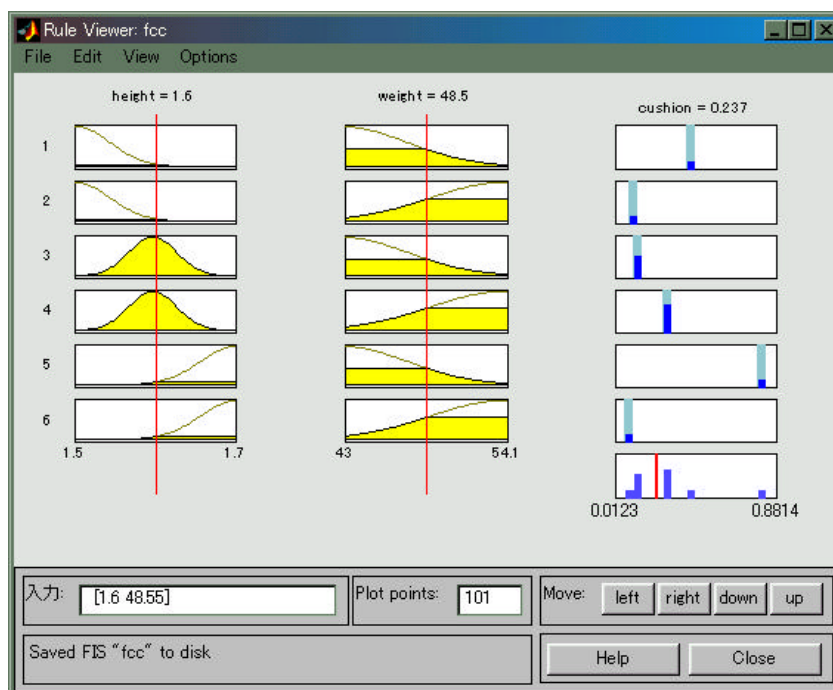 Rule Viewer: fcc
File Edit View Options
height = 1.6 weight = 48.5 cushion = 0.237
1
2
3
4
5
6
1.5 1.7 43 54.1
0.0123 0.8814
入力: [1.6 48.55] Plot points: 101 Move: left right down up
Saved FIS "fcc" to disk Help Close